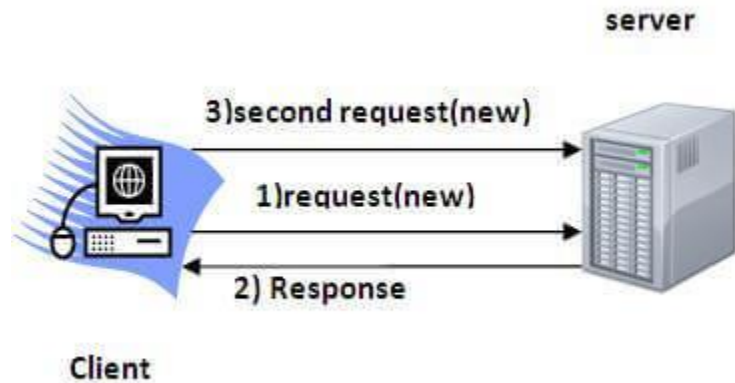 server
3)second request(new)
1)request(new)
2) Response
Client